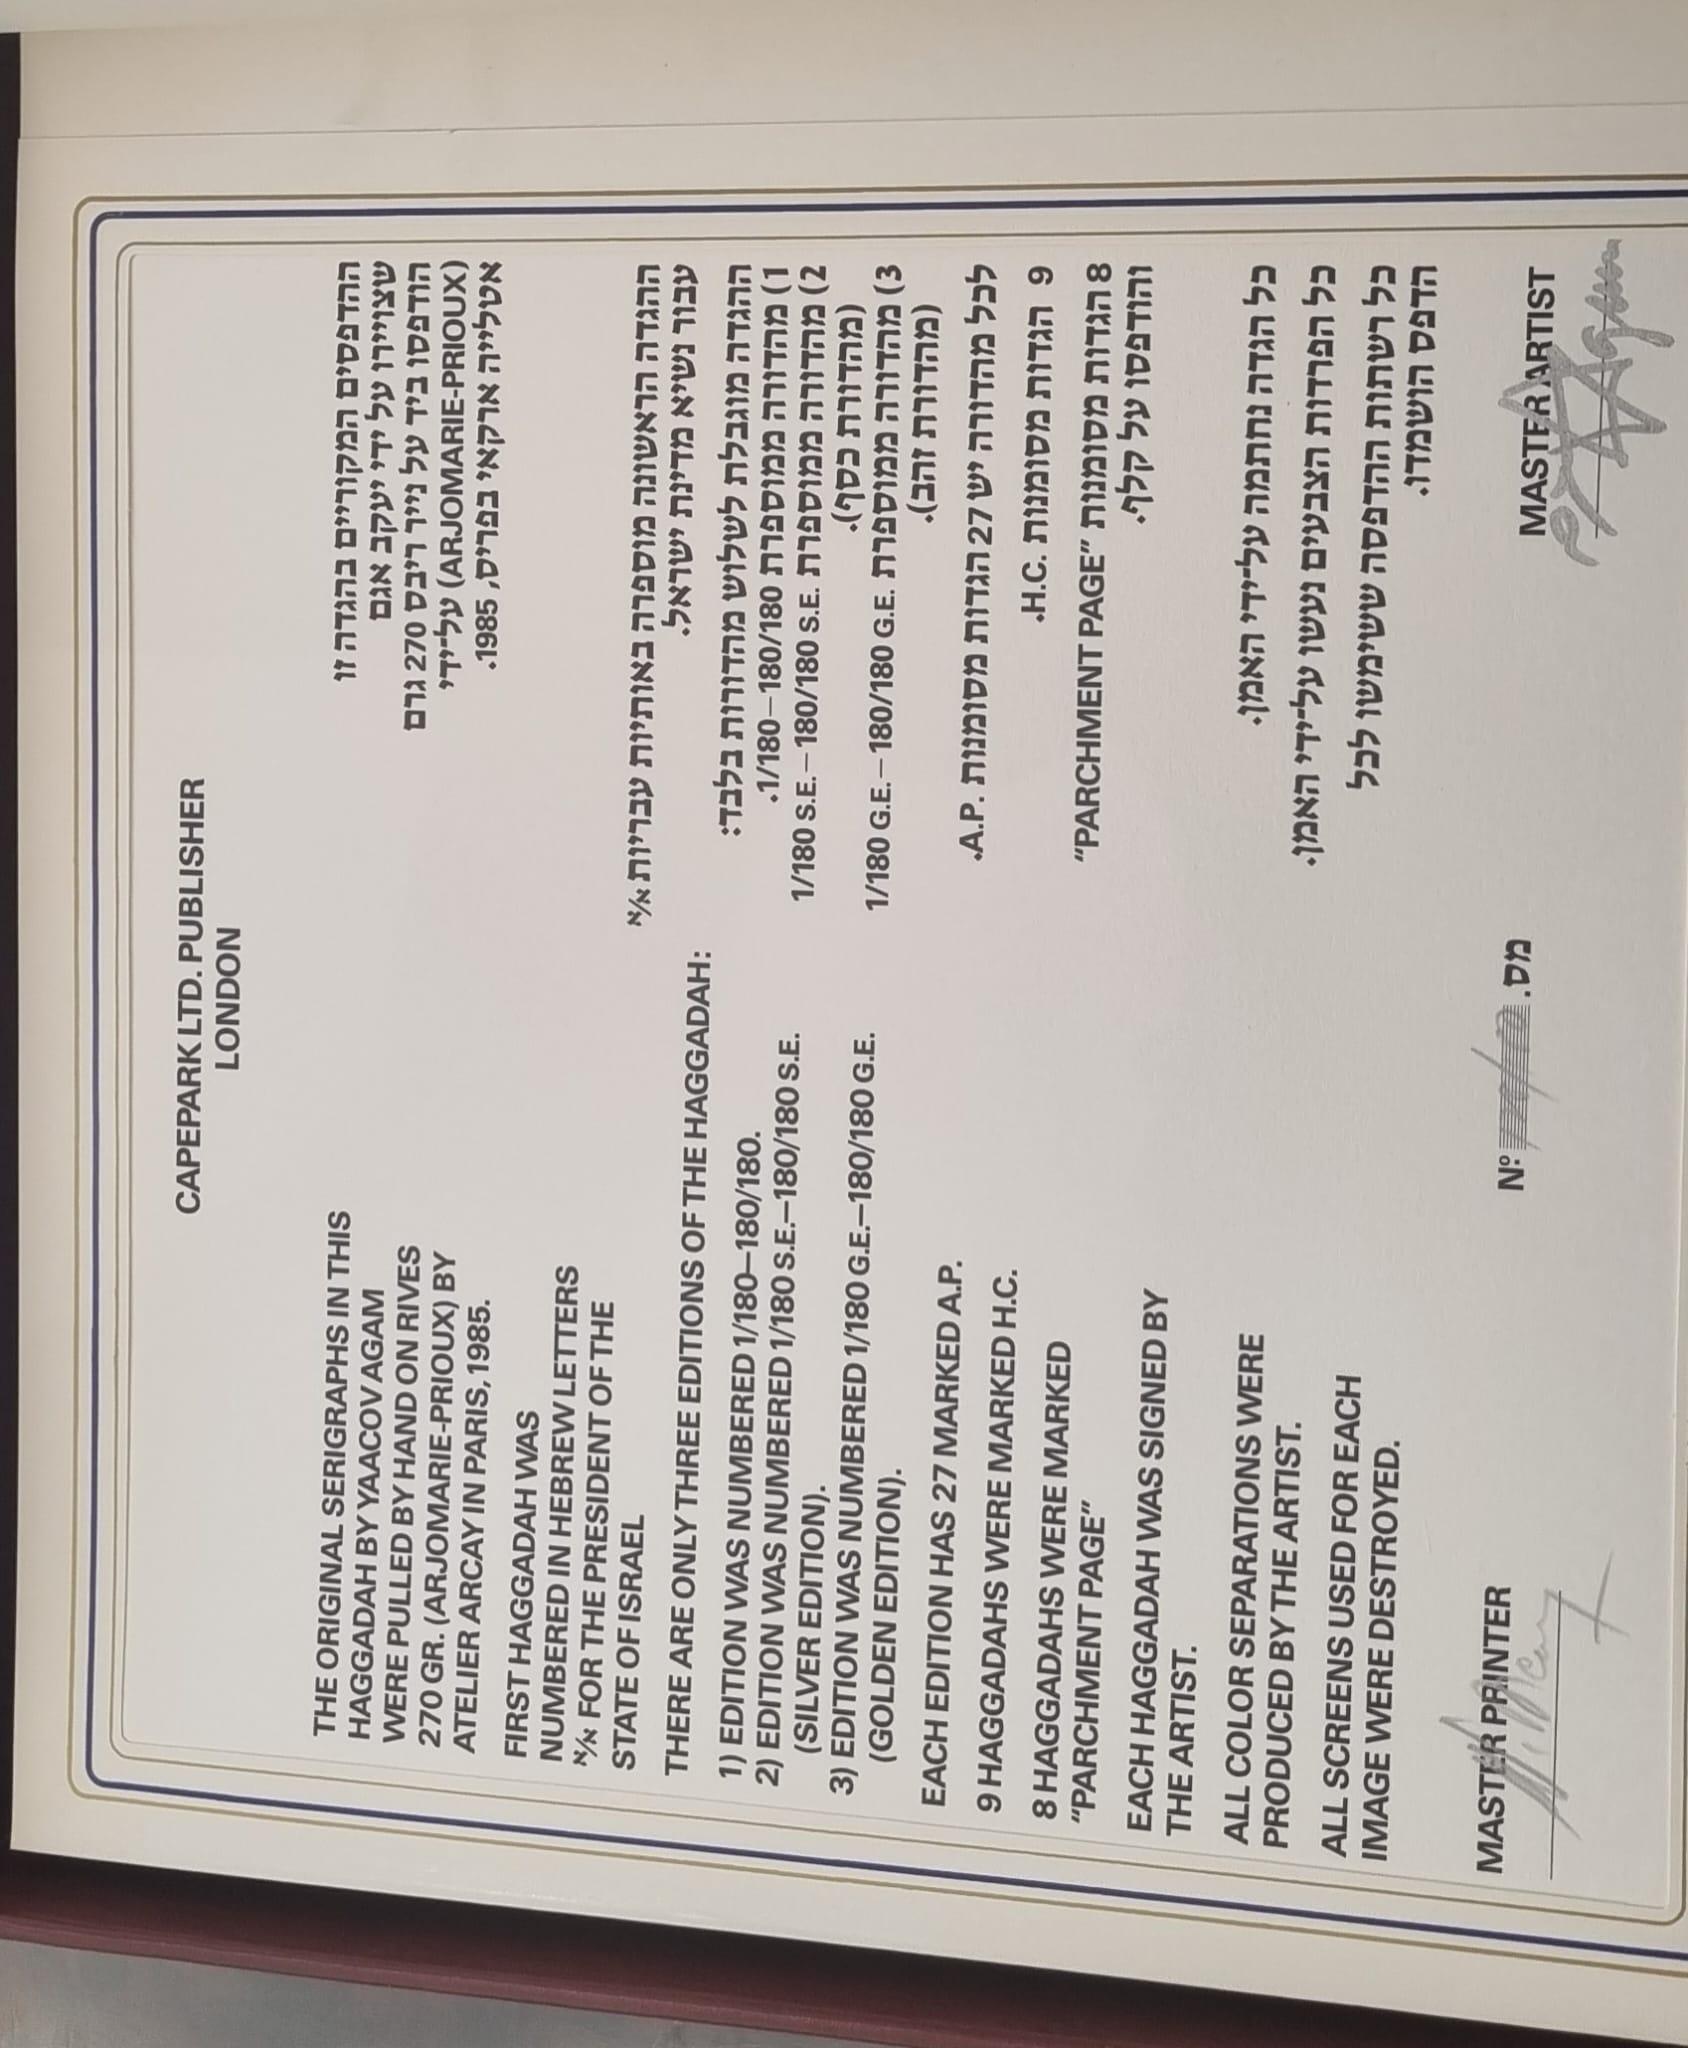 CAPEPARK LTD. PUBLISHER
LONDON
THE ORIGINAL SERIGRAPHS IN THIS
HAGGADAH BY YAACOV AGAM
WERE PULLED BY HAND ON RIVES
270 GR. (ARJOMARIE-PRIOUX) BY
ATELIER ARCAY IN PARIS, 1985.
FIRST HAGGADAH WAS
NUMBERED IN HEBREW LETTERS
א/א FOR THE PRESIDENT OF THE
STATE OF ISRAEL
THERE ARE ONLY THREE EDITIONS OF THE HAGGADAH:
1) EDITION WAS NUMBERED 1/180–180/180.
2) EDITION WAS NUMBERED 1/180 S.E.–180/180 S.E.
(SILVER EDITION).
3) EDITION WAS NUMBERED 1/180 G.E.–180/180 G.E.
(GOLDEN EDITION).
EACH EDITION HAS 27 MARKED A.P.
9 HAGGADAHS WERE MARKED H.C.
8 HAGGADAHS WERE MARKED
"PARCHMENT PAGE"
EACH HAGGADAH WAS SIGNED BY
THE ARTIST.
ALL COLOR SEPARATIONS WERE
PRODUCED BY THE ARTIST.
ALL SCREENS USED FOR EACH
IMAGE WERE DESTROYED.
MASTER PRINTER
ההדפסים המקוריים בהגדה זו
שצויירו על ידי יעקב אגם
הודפסו ביד על נייר ריבס 270 גרם
(ARJOMARIE-PRIOUX) על־ידי
אטלייה ארקאי בפריס, 1985.
ההגדה הראשונה מוספרה באותיות עבריות א/א
עבור נשיא מדינת ישראל.
ההגדה מוגבלת לשלוש מהדורות בלבד:
1) מהדורה ממוספרת 1/180–180/180.
2) מהדורה ממוספרת 1/180 S.E.–180/180 S.E.
(מהדורת כסף).
3) מהדורה ממוספרת 1/180 G.E.–180/180 G.E.
(מהדורת זהב).
לכל מהדורה יש 27 הגדות מסומנות A.P.
9 הגדות מסומנות H.C.
8 הגדות מסומנות "PARCHMENT PAGE"
והודפסו על קלף.
כל הגדה נחתמה על־ידי האמן.
כל הפרדות הצבעים נעשו על־ידי האמן.
כל רשתות ההדפסה ששימשו לכל
הדפס הושמדו.
Nº מס.
MASTER ARTIST
Agam